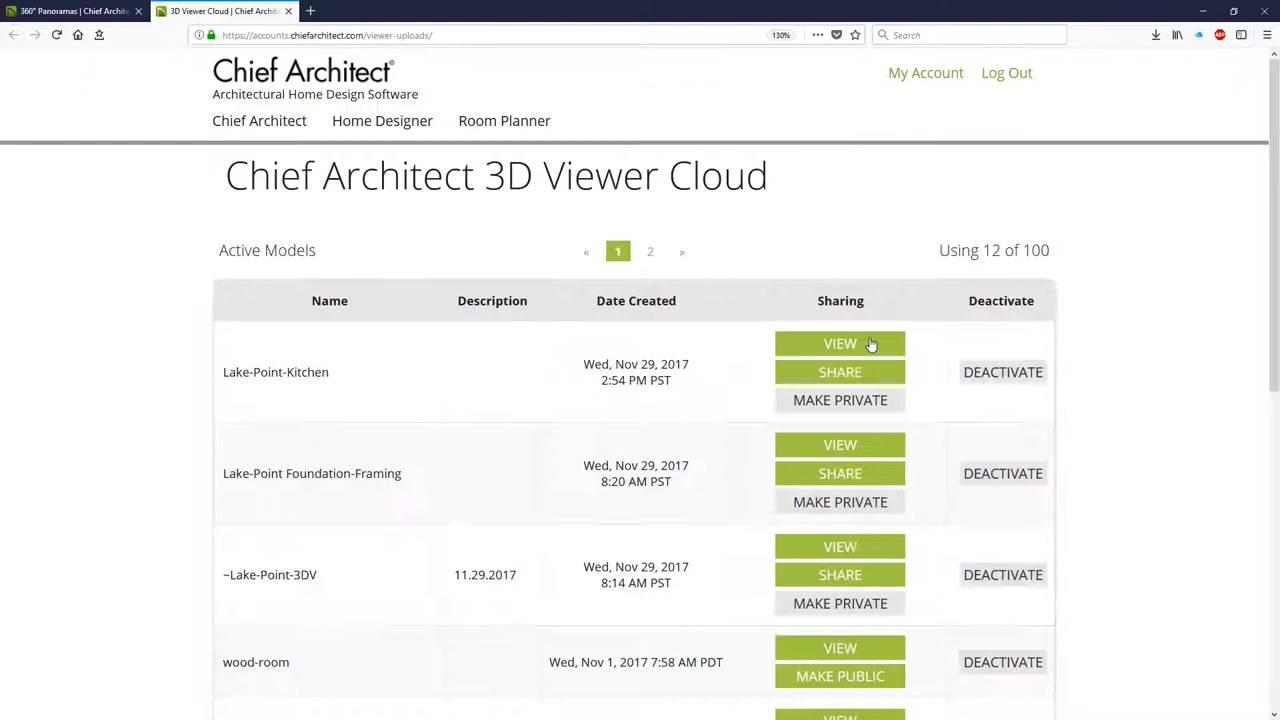 360° Panoramas | Chief Archite
3D Viewer Cloud | Chief Archite
https://accounts.chiefarchitect.com/viewer-uploads/
130%
Search
ABP
Chief Architect®
Architectural Home Design Software
My Account
Log Out
Chief Architect
Home Designer
Room Planner
Chief Architect 3D Viewer Cloud
Active Models
« 1 2 »
Using 12 of 100
Name
Description
Date Created
Sharing
Deactivate
Lake-Point-Kitchen
Wed, Nov 29, 2017
2:54 PM PST
VIEW
SHARE
MAKE PRIVATE
DEACTIVATE
Lake-Point Foundation-Framing
Wed, Nov 29, 2017
8:20 AM PST
VIEW
SHARE
MAKE PRIVATE
DEACTIVATE
~Lake-Point-3DV
11.29.2017
Wed, Nov 29, 2017
8:14 AM PST
VIEW
SHARE
MAKE PRIVATE
DEACTIVATE
wood-room
Wed, Nov 1, 2017 7:58 AM PDT
VIEW
MAKE PUBLIC
DEACTIVATE
VIEW